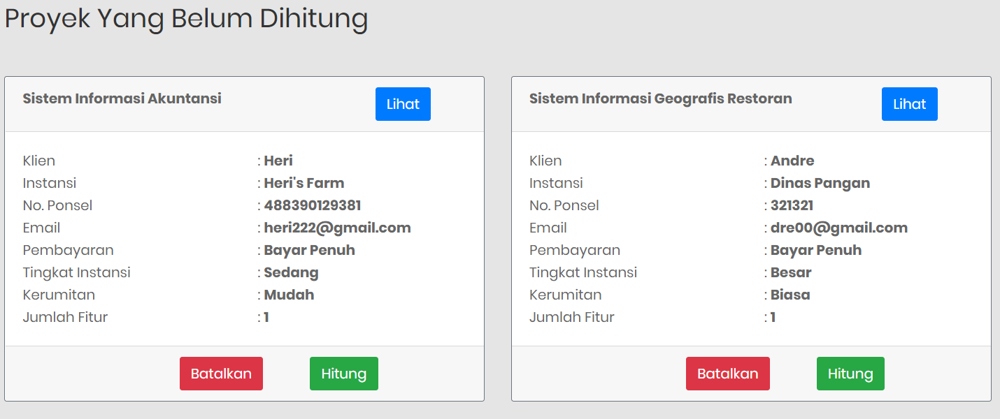 Proyek Yang Belum Dihitung
Sistem Informasi Akuntansi
Lihat
Klien : Heri
Instansi : Heri's Farm
No. Ponsel : 488390129381
Email : heri222@gmail.com
Pembayaran : Bayar Penuh
Tingkat Instansi : Sedang
Kerumitan : Mudah
Jumlah Fitur : 1
Batalkan Hitung
Sistem Informasi Geografis Restoran
Lihat
Klien : Andre
Instansi : Dinas Pangan
No. Ponsel : 321321
Email : dre00@gmail.com
Pembayaran : Bayar Penuh
Tingkat Instansi : Besar
Kerumitan : Biasa
Jumlah Fitur : 1
Batalkan Hitung